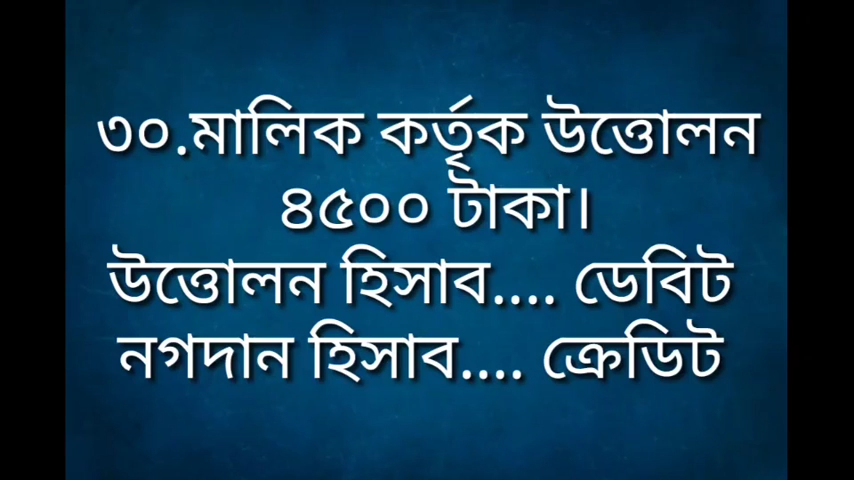 ৩০.মালিক কর্তৃক উত্তোলন
৪৫০০ টাকা।
উত্তোলন হিসাব.... ডেবিট
নগদান হিসাব.... ক্রেডিট